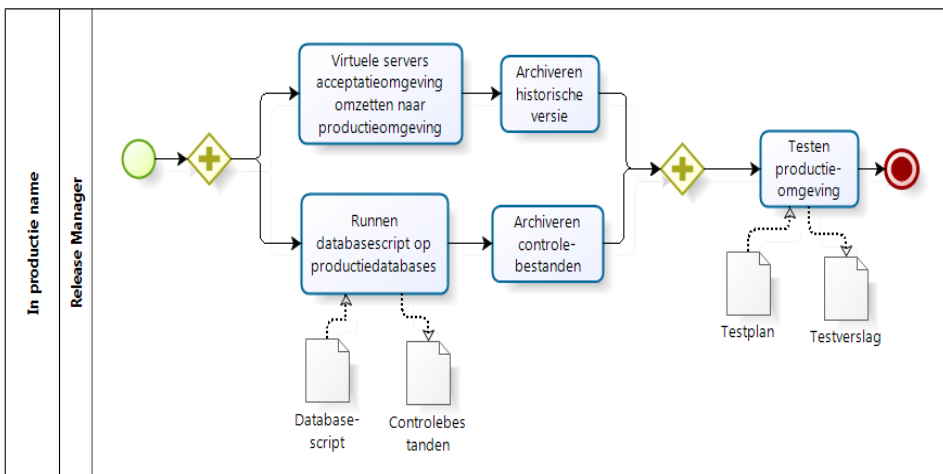 In productie name
Release Manager
Virtuele servers
acceptatieomgeving
omzetten naar
productieomgeving
Archiveren
historische
versie
Runnen
databasescript op
productiedatabases
Archiveren
controle-
bestanden
Testen
productie-
omgeving
Database-
script
Controlebes
tanden
Testplan
Testverslag